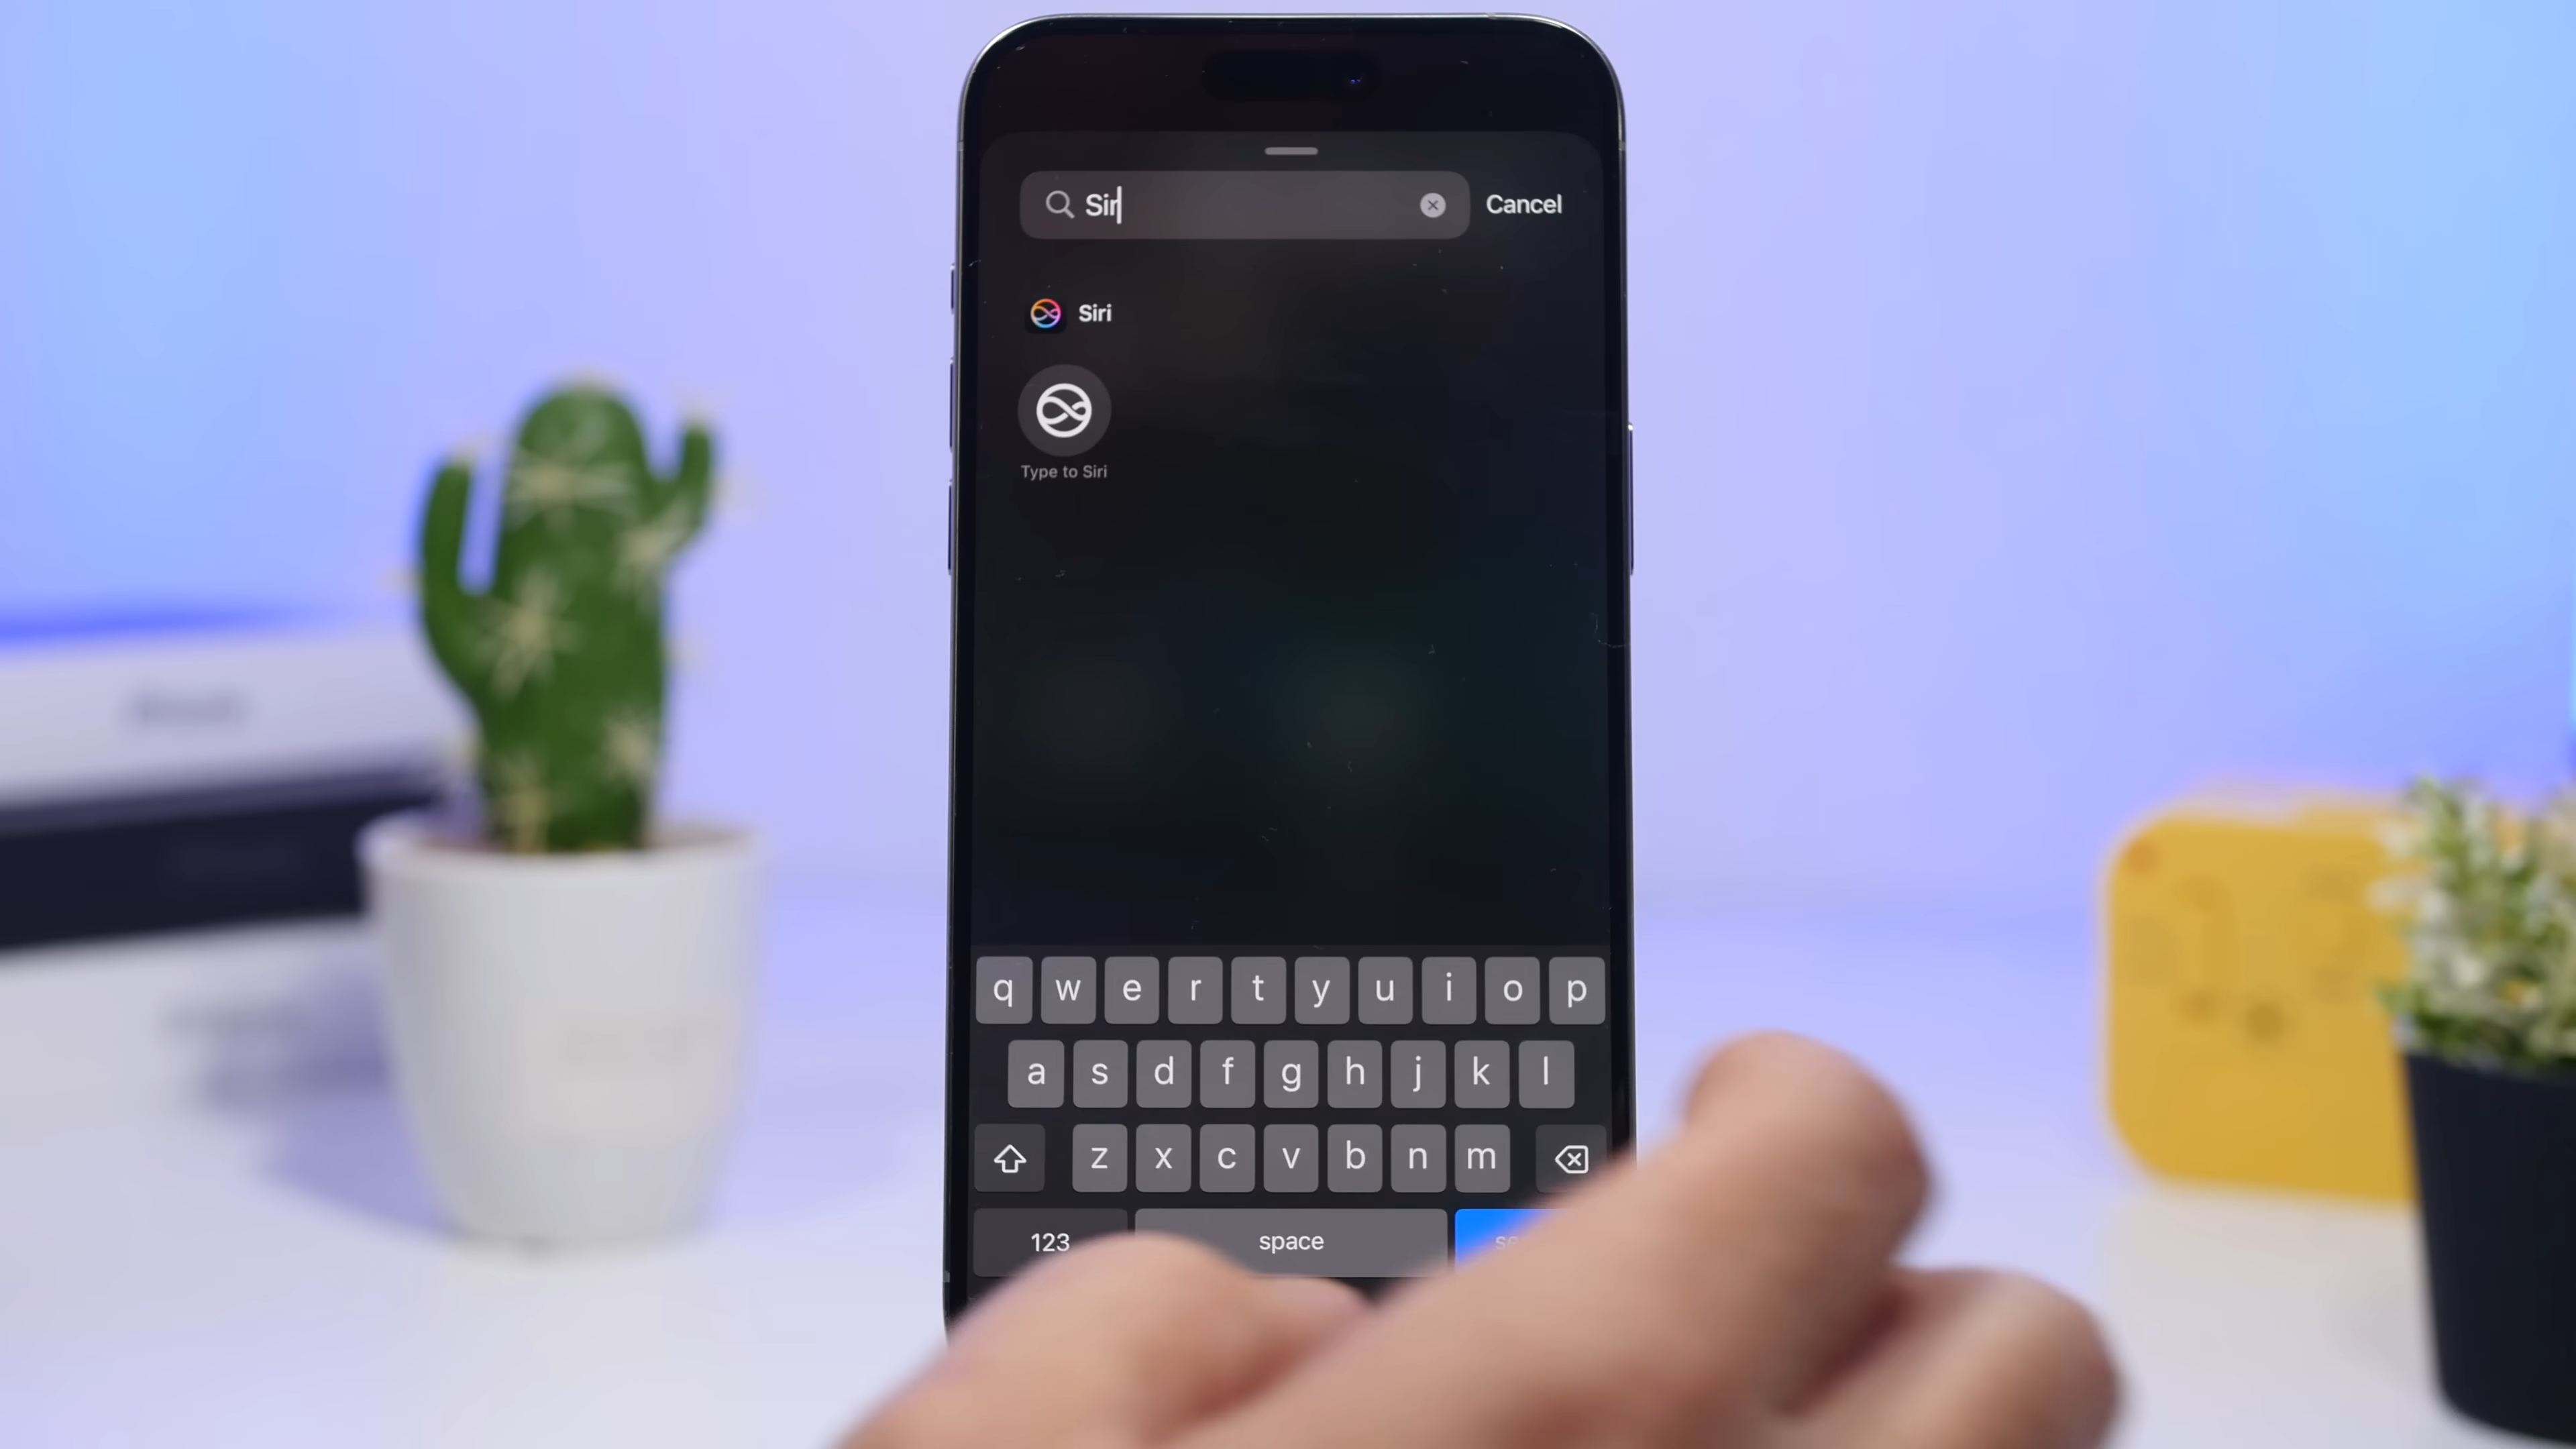 Sir
Cancel
Siri
Type to Siri
q w e r t y u i o p
a s d f g h j k l
z x c v b n m
123 space